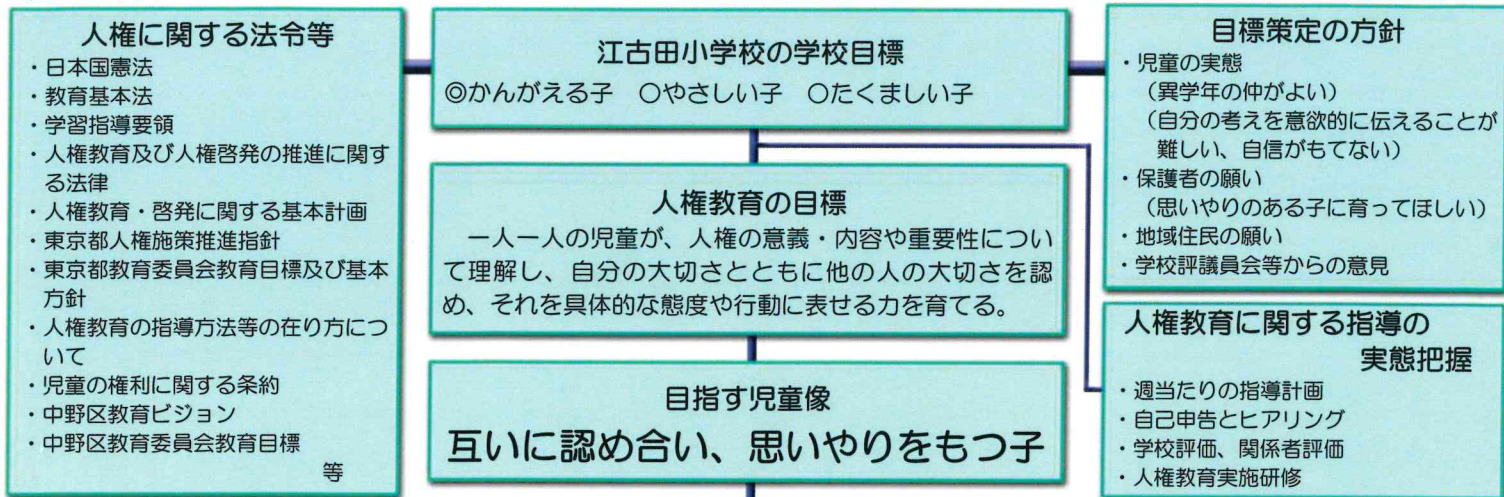 人権に関する法令等
・日本国憲法
・教育基本法
・学習指導要領
・人権教育及び人権啓発の推進に関す
る法律
・人権教育・啓発に関する基本計画
・東京都人権施策推進指針
・東京都教育委員会教育目標及び基本
方針
・人権教育の指導方法等の在り方につ
いて
・児童の権利に関する条約
・中野区教育ビジョン
・中野区教育委員会教育目標
等
江古田小学校の学校目標
◎かんがえる子　○やさしい子　○たくましい子
人権教育の目標
一人一人の児童が、人権の意義・内容や重要性につい
て理解し、自分の大切さとともに他の人の大切さを認
め、それを具体的な態度や行動に表せる力を育てる。
目指す児童像
互いに認め合い、思いやりをもつ子
目標策定の方針
・児童の実態
（異学年の仲がよい）
（自分の考えを意欲的に伝えることが
難しい、自信がもてない）
・保護者の願い
（思いやりのある子に育ってほしい）
・地域住民の願い
・学校評議員会等からの意見
人権教育に関する指導の
実態把握
・週当たりの指導計画
・自己申告とヒアリング
・学校評価、関係者評価
・人権教育実施研修